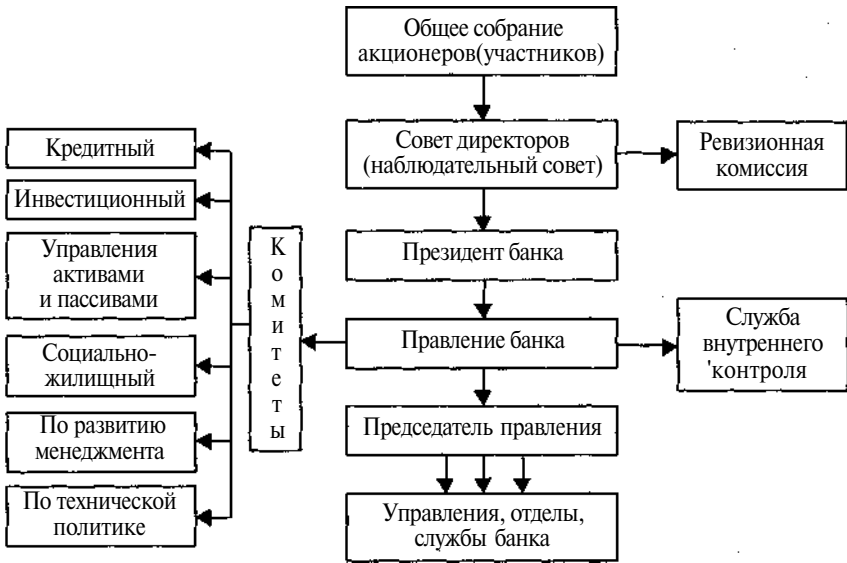 Общее собрание
акционеров(участников)
Совет директоров
(наблюдательный совет)
Ревизионная
комиссия
Президент банка
Правление банка
Служба
внутреннего
'контроля
Председатель правления
Управления, отделы,
службы банка
Комитеты
Кредитный
Инвестиционный
Управления
активами
и пассивами
Социально-
жилищный
По развитию
менеджмента
По технической
политике